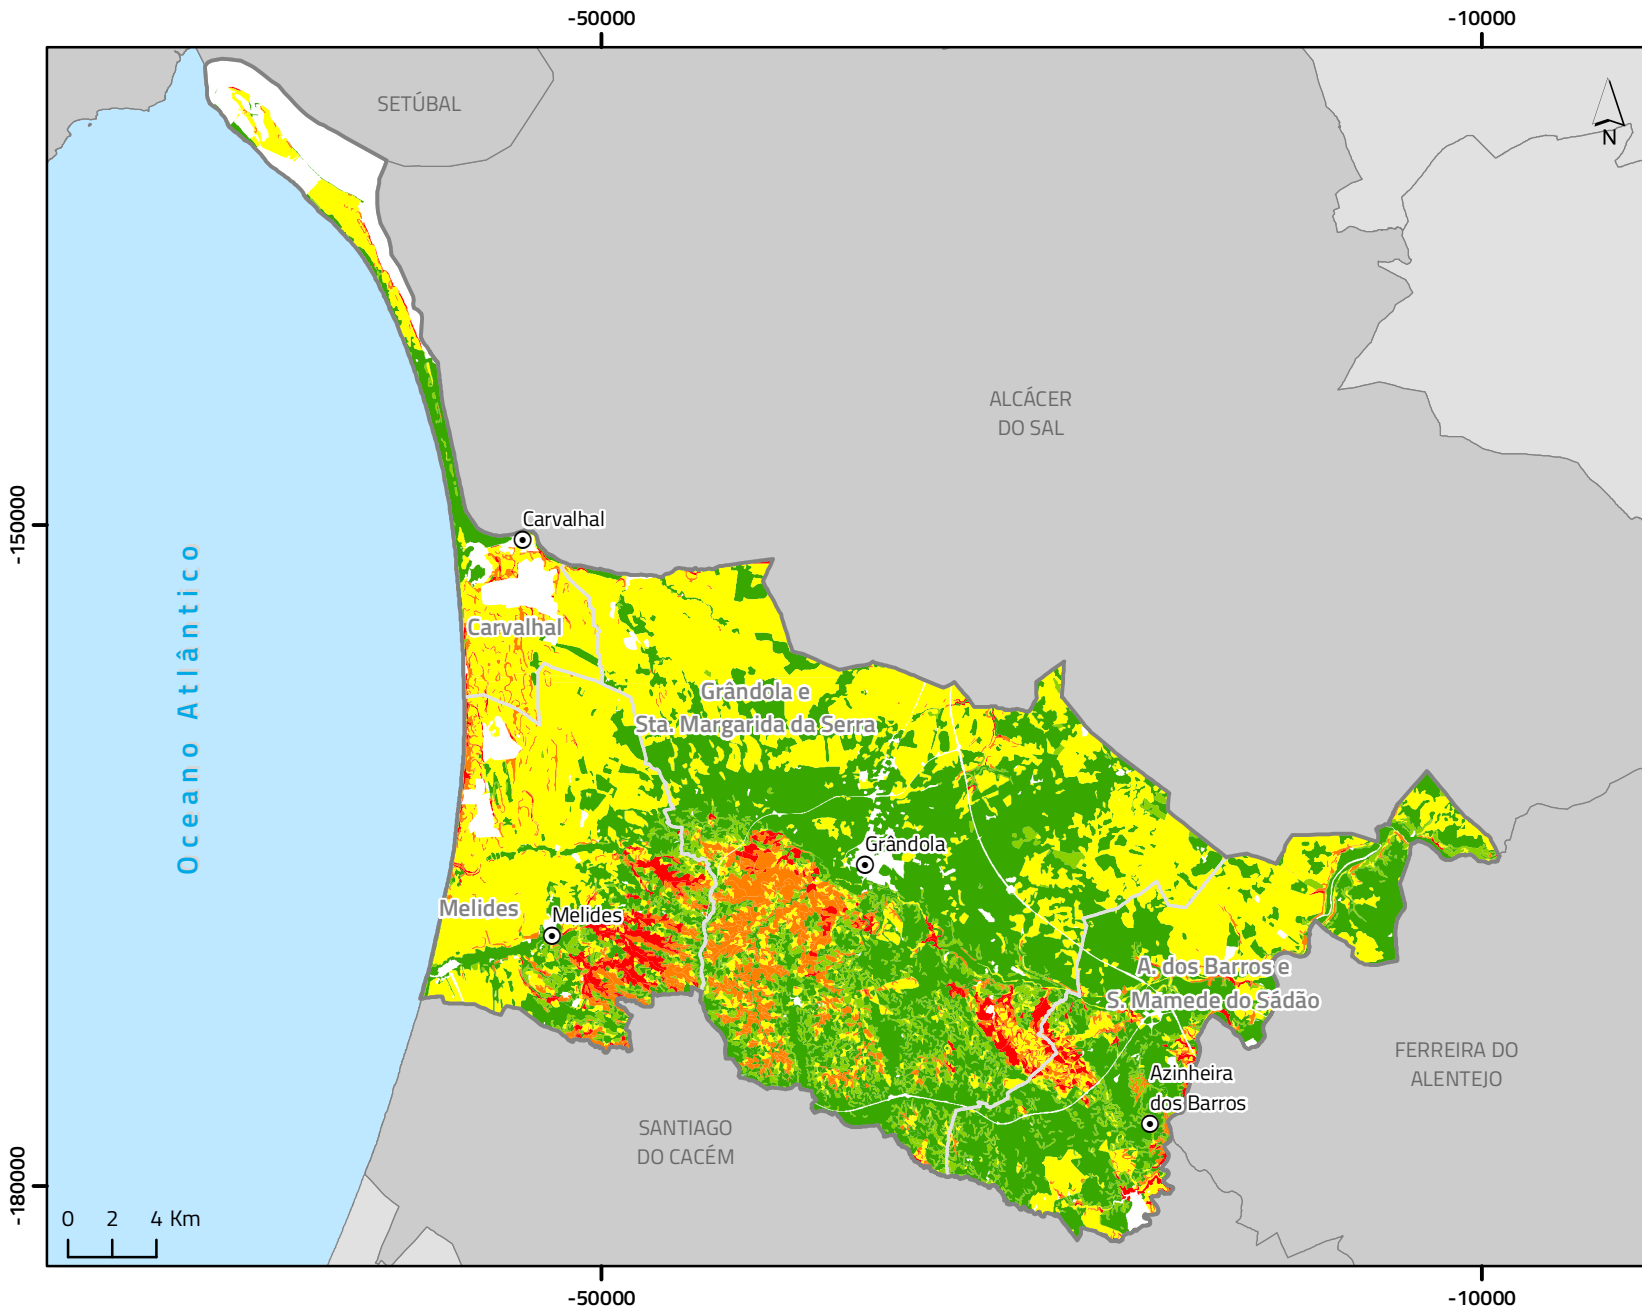 -50000
-10000
SETÚBAL
N
ALCÁCER
DO SAL
-150000
Carvalhal
Oceano Atlântico
Carvalhal
Grândola e
Sta. Margarida da Serra
Grândola
Melides
Melides
A. dos Barros e
S. Mamede do Sádão
FERREIRA DO
ALENTEJO
Azinheira
dos Barros
SANTIAGO
DO CACÉM
-180000
0 2 4 Km
-50000
-10000